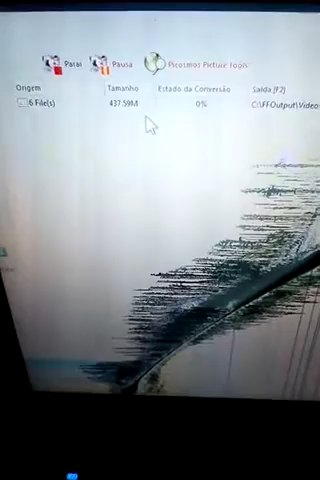 Parar Pausa Picosmos Picture Tools
Origem Tamanho Estado da Conversão Saída [F2]
6 File(s) 437.59M 0% C:\FFOutput\Video